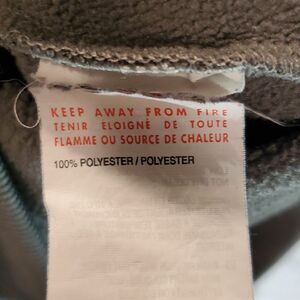 KEEP AWAY FROM FIRE
TENIR ELOIGNÉ DE TOUTE
FLAMME OU SOURCE DE CHALEUR
100% POLYESTER / POLYESTER